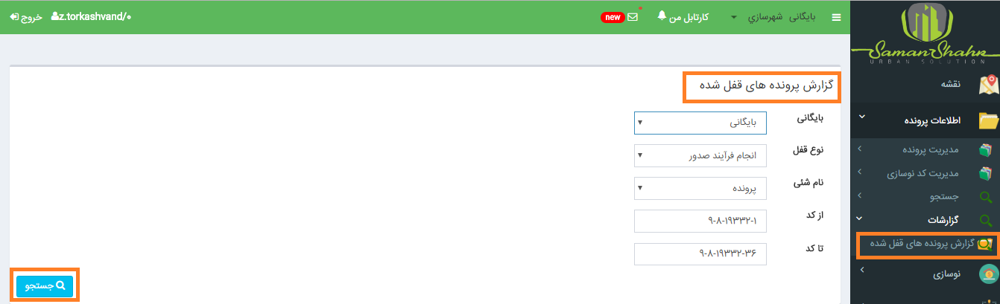 بایگانی شهرسازی
کارتابل من
new
z.torkashvand/۰
خروج
SamanShahr
URBAN SOLUTION
نقشه
اطلاعات پرونده
مدیریت پرونده
مدیریت کد نوسازی
جستجو
گزارشات
گزارش پرونده های قفل شده
نوسازی
گزارش پرونده های قفل شده
بایگانی
بایگانی
نوع قفل
انجام فرآیند صدور
نام شئی
پرونده
از کد
۹-۸-۱۹۳۳۲-۱
تا کد
۹-۸-۱۹۳۳۲-۳۶
جستجو